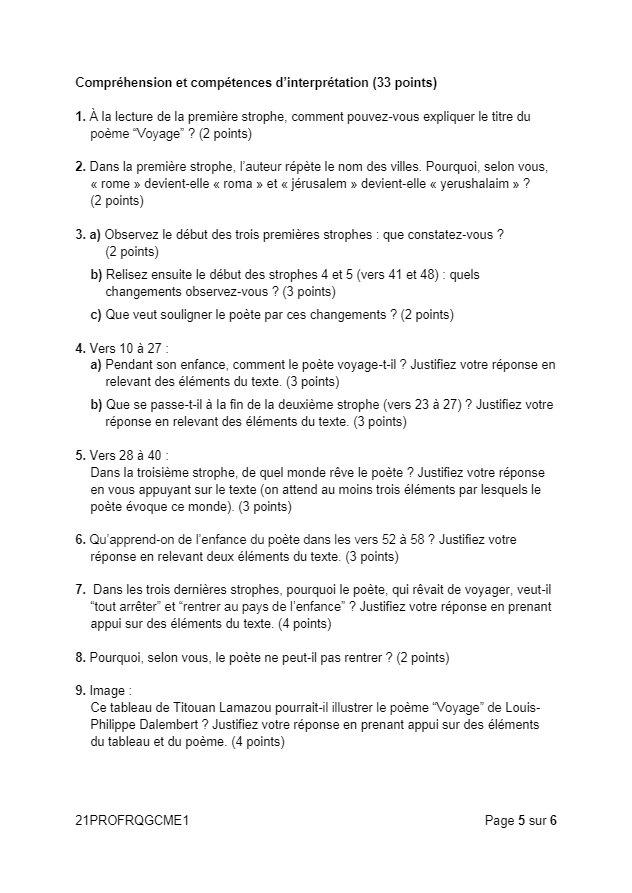 Compréhension et compétences d’interprétation (33 points)
1. À la lecture de la première strophe, comment pouvez-vous expliquer le titre du
poème “Voyage” ? (2 points)
2. Dans la première strophe, l’auteur répète le nom des villes. Pourquoi, selon vous,
« rome » devient-elle « roma » et « jérusalem » devient-elle « yerushalaim » ?
(2 points)
3. a) Observez le début des trois premières strophes : que constatez-vous ?
(2 points)
b) Relisez ensuite le début des strophes 4 et 5 (vers 41 et 48) : quels
changements observez-vous ? (3 points)
c) Que veut souligner le poète par ces changements ? (2 points)
4. Vers 10 à 27 :
a) Pendant son enfance, comment le poète voyage-t-il ? Justifiez votre réponse en
relevant des éléments du texte. (3 points)
b) Que se passe-t-il à la fin de la deuxième strophe (vers 23 à 27) ? Justifiez votre
réponse en relevant des éléments du texte. (3 points)
5. Vers 28 à 40 :
Dans la troisième strophe, de quel monde rêve le poète ? Justifiez votre réponse
en vous appuyant sur le texte (on attend au moins trois éléments par lesquels le
poète évoque ce monde). (3 points)
6. Qu’apprend-on de l’enfance du poète dans les vers 52 à 58 ? Justifiez votre
réponse en relevant deux éléments du texte. (3 points)
7. Dans les trois dernières strophes, pourquoi le poète, qui rêvait de voyager, veut-il
“tout arrêter” et “rentrer au pays de l’enfance” ? Justifiez votre réponse en prenant
appui sur des éléments du texte. (4 points)
8. Pourquoi, selon vous, le poète ne peut-il pas rentrer ? (2 points)
9. Image :
Ce tableau de Titouan Lamazou pourrait-il illustrer le poème “Voyage” de Louis-
Philippe Dalembert ? Justifiez votre réponse en prenant appui sur des éléments
du tableau et du poème. (4 points)
21PROFRQGCME1 Page 5 sur 6